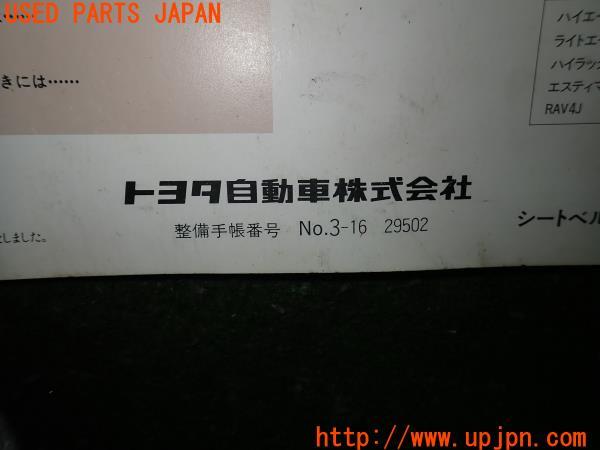 USED PARTS JAPAN
きには……
ハイエー
ライトエー
ハイラック
エスティマ
RAV4J
トヨタ自動車株式会社
整備手帳番号 No.3-16 29502
しました。
シートベル
http://www.upjpn.com/